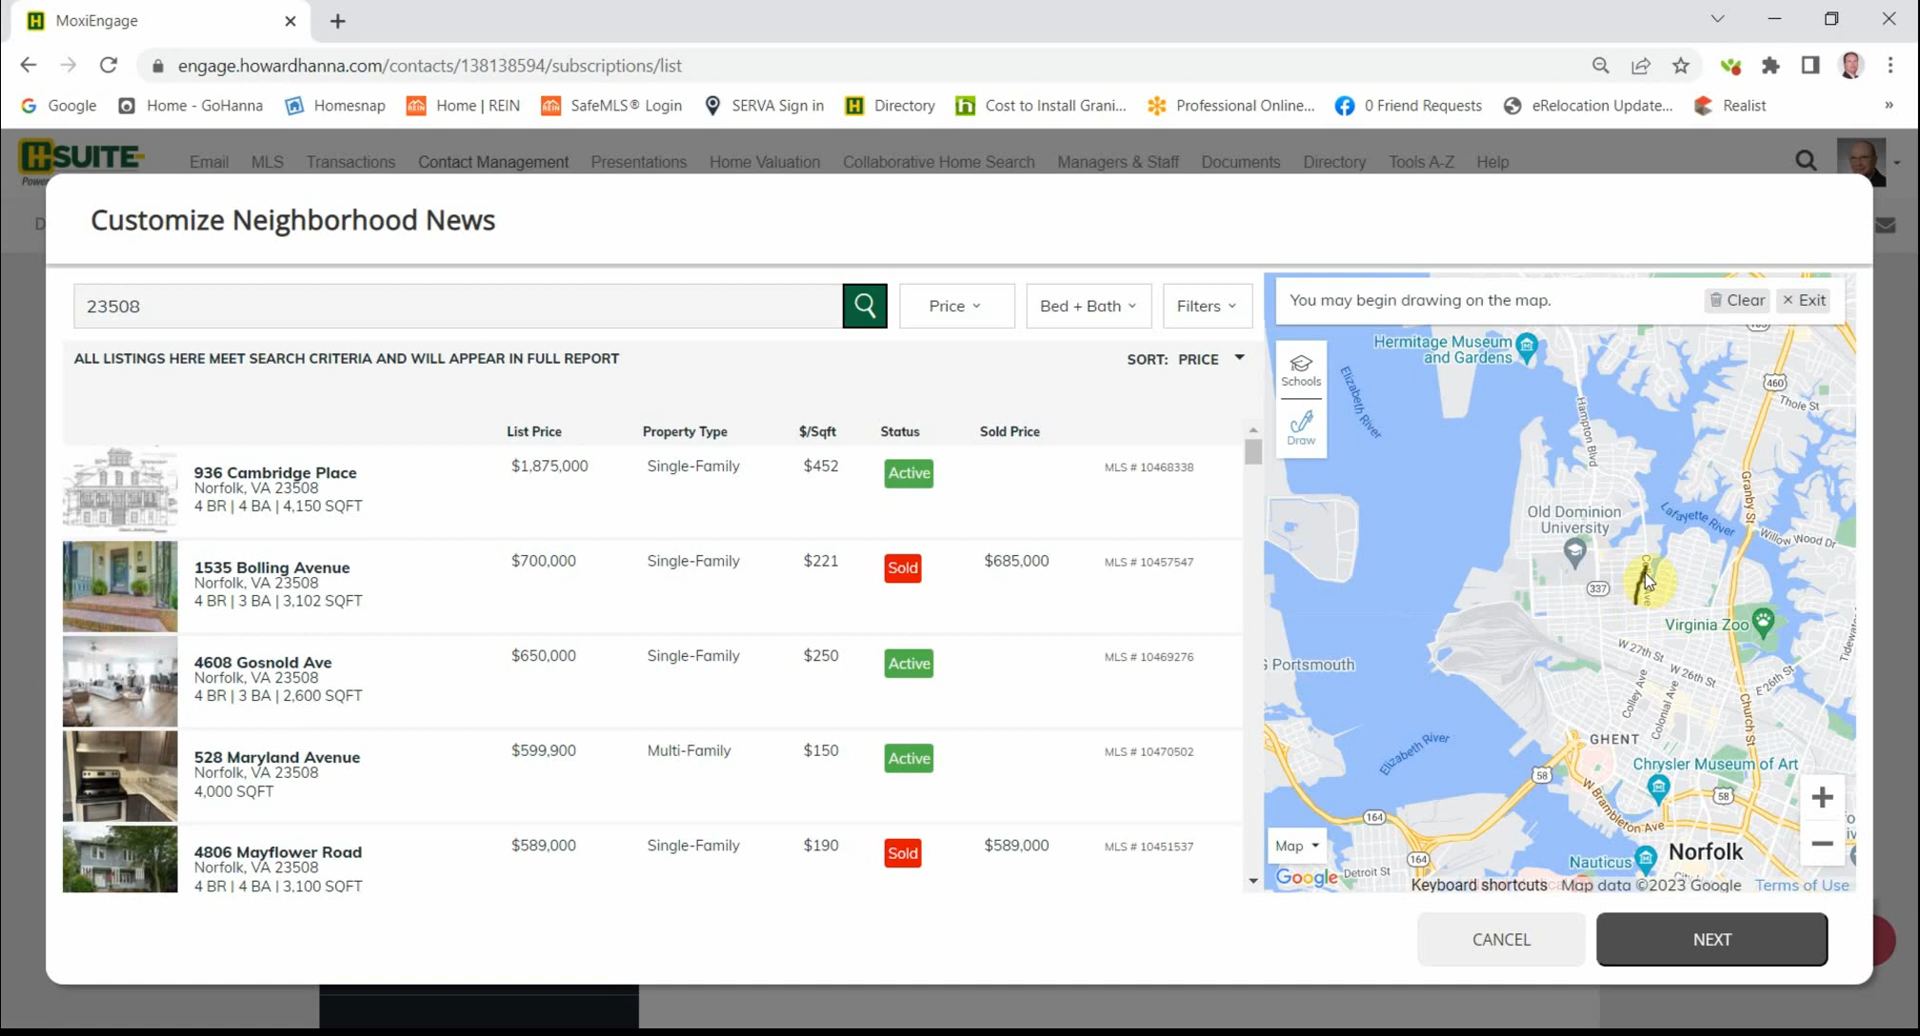 MoxiEngage
engage.howardhanna.com/contacts/138138594/subscriptions/list
Google Home - GoHanna Homesnap Home | REIN SafeMLS® Login SERVA Sign in Directory Cost to Install Grani... Professional Online... 0 Friend Requests eRelocation Update... Realist »
HSUITE Email MLS Transactions Contact Management Presentations Home Valuation Collaborative Home Search Managers & Staff Documents Directory Tools A-Z Help
Customize Neighborhood News
23508 Price Bed + Bath Filters
ALL LISTINGS HERE MEET SEARCH CRITERIA AND WILL APPEAR IN FULL REPORT
SORT: PRICE
List Price Property Type $/Sqft Status Sold Price
936 Cambridge Place $1,875,000 Single-Family $452 Active MLS # 10468338
Norfolk, VA 23508
4 BR | 4 BA | 4,150 SQFT
1535 Bolling Avenue $700,000 Single-Family $221 Sold $685,000 MLS # 10457547
Norfolk, VA 23508
4 BR | 3 BA | 3,102 SQFT
4608 Gosnold Ave $650,000 Single-Family $250 Active MLS # 10469276
Norfolk, VA 23508
4 BR | 3 BA | 2,600 SQFT
528 Maryland Avenue $599,900 Multi-Family $150 Active MLS # 10470502
Norfolk, VA 23508
4,000 SQFT
4806 Mayflower Road $589,000 Single-Family $190 Sold $589,000 MLS # 10451537
Norfolk, VA 23508
4 BR | 4 BA | 3,100 SQFT
You may begin drawing on the map. Clear × Exit
Hermitage Museum
and Gardens
Schools
Draw
Elizabeth River
Hampton Blvd
460
Thole St
Granby St
Lafayette River
Willow Wood Dr
Old Dominion
University
337
Virginia Zoo
W 27th St
W 26th St
E 26th St
Portsmouth
Colley Ave
Colonial Ave
Church St
GHENT
Elizabeth River
Chrysler Museum of Art
58
58
W Brambleton Ave
164
164
Map
Nauticus
Norfolk
Google
Detroit St
Keyboard shortcuts Map data ©2023 Google Terms of Use
CANCEL NEXT